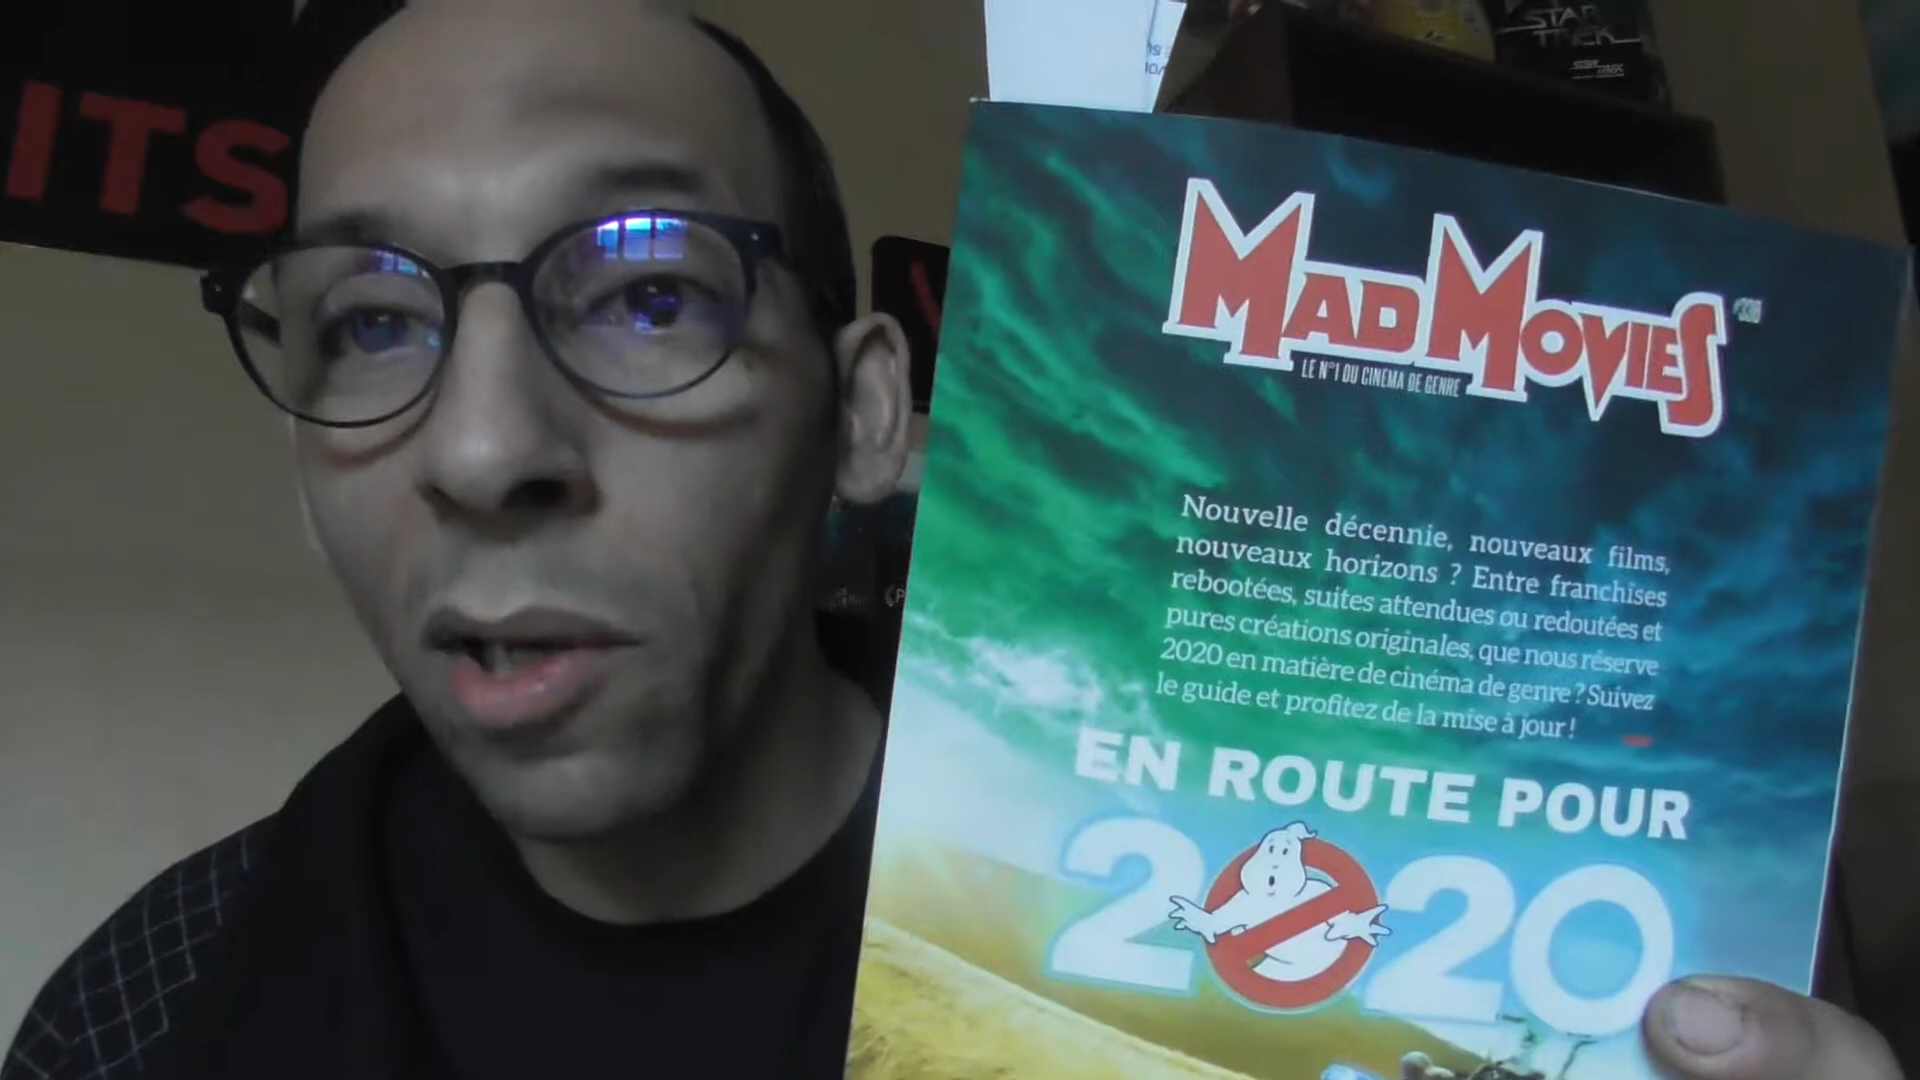 ITS
STAR
TREK
MAD MOVIES
LE N°1 DU CINÉMA DE GENRE
Nouvelle décennie, nouveaux films,
nouveaux horizons ? Entre franchises
rebootées, suites attendues ou redoutées et
pures créations originales, que nous réserve
2020 en matière de cinéma de genre ? Suivez
le guide et profitez de la mise à jour !
EN ROUTE POUR
2020